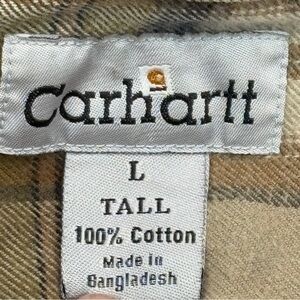 Carhartt
L
TALL
100% Cotton
Made in
Bangladesh